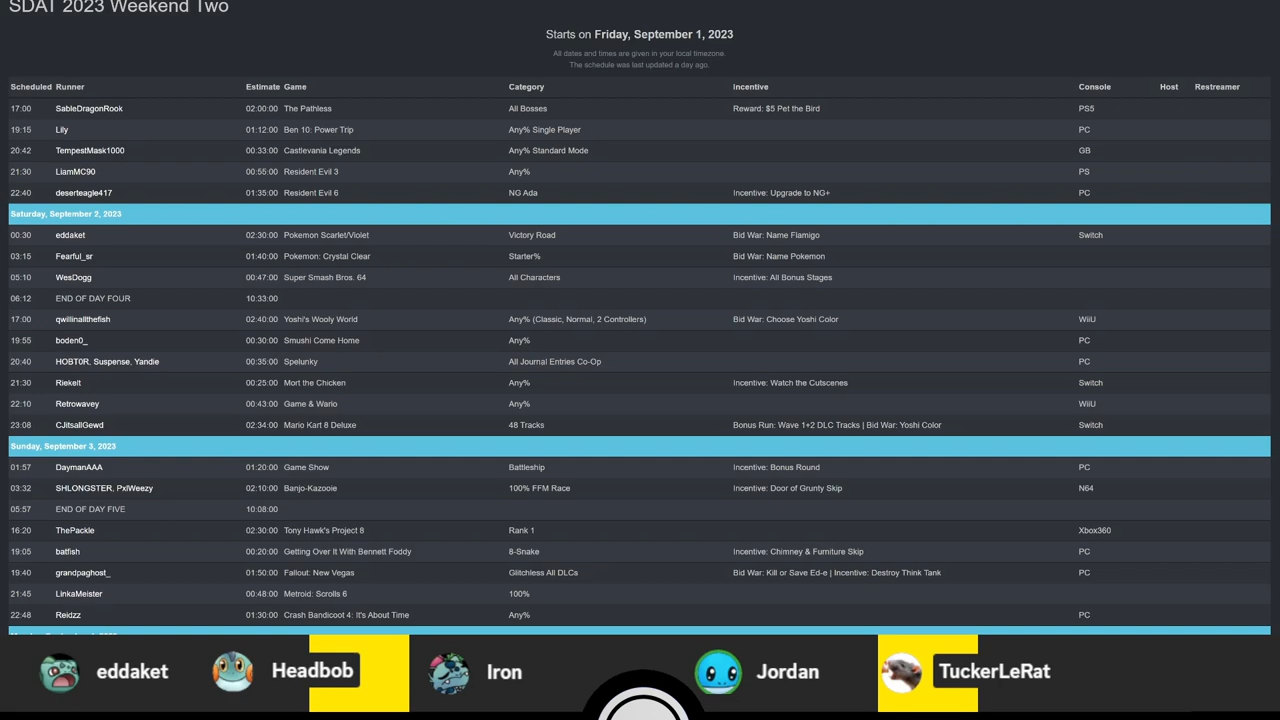 SDAT 2023 Weekend Two
Starts on Friday, September 1, 2023
All dates and times are given in your local timezone.
The schedule was last updated a day ago.
Scheduled Runner Estimate Game Category Incentive Console Host Restreamer
17:00 SableDragonRook 02:00:00 The Pathless All Bosses Reward: $5 Pet the Bird PS5
19:15 Lily 01:12:00 Ben 10: Power Trip Any% Single Player PC
20:42 TempestMask1000 00:33:00 Castlevania Legends Any% Standard Mode GB
21:30 LiamMC90 00:55:00 Resident Evil 3 Any% PS
22:40 deserteagle417 01:35:00 Resident Evil 6 NG Ada Incentive: Upgrade to NG+ PC
Saturday, September 2, 2023
00:30 eddaket 02:30:00 Pokemon Scarlet/Violet Victory Road Bid War: Name Flamigo Switch
03:15 Fearful_sr 01:40:00 Pokemon: Crystal Clear Starter% Bid War: Name Pokemon
05:10 WesDogg 00:47:00 Super Smash Bros. 64 All Characters Incentive: All Bonus Stages
06:12 END OF DAY FOUR 10:33:00
17:00 qwillinallthefish 02:40:00 Yoshi's Wooly World Any% (Classic, Normal, 2 Controllers) Bid War: Choose Yoshi Color WiiU
19:55 boden0_ 00:30:00 Smushi Come Home Any% PC
20:40 HOBT0R, Suspense, Yandie 00:35:00 Spelunky All Journal Entries Co-Op PC
21:30 Riekelt 00:25:00 Mort the Chicken Any% Incentive: Watch the Cutscenes Switch
22:10 Retrowavey 00:43:00 Game & Wario Any% WiiU
23:08 CJitsallGewd 02:34:00 Mario Kart 8 Deluxe 48 Tracks Bonus Run: Wave 1+2 DLC Tracks | Bid War: Yoshi Color Switch
Sunday, September 3, 2023
01:57 DaymanAAA 01:20:00 Game Show Battleship Incentive: Bonus Round PC
03:32 SHLONGSTER, PxlWeezy 02:10:00 Banjo-Kazooie 100% FFM Race Incentive: Door of Grunty Skip N64
05:57 END OF DAY FIVE 10:08:00
16:20 ThePackle 02:30:00 Tony Hawk's Project 8 Rank 1 Xbox360
19:05 batfish 00:20:00 Getting Over It With Bennett Foddy 8-Snake Incentive: Chimney & Furniture Skip PC
19:40 grandpaghost_ 01:50:00 Fallout: New Vegas Glitchless All DLCs Bid War: Kill or Save Ed-e | Incentive: Destroy Think Tank PC
21:45 LinkaMeister 00:48:00 Metroid: Scrolls 6 100%
22:48 Reidzz 01:30:00 Crash Bandicoot 4: It's About Time Any% PC
eddaket Headbob Iron Jordan TuckerLeRat